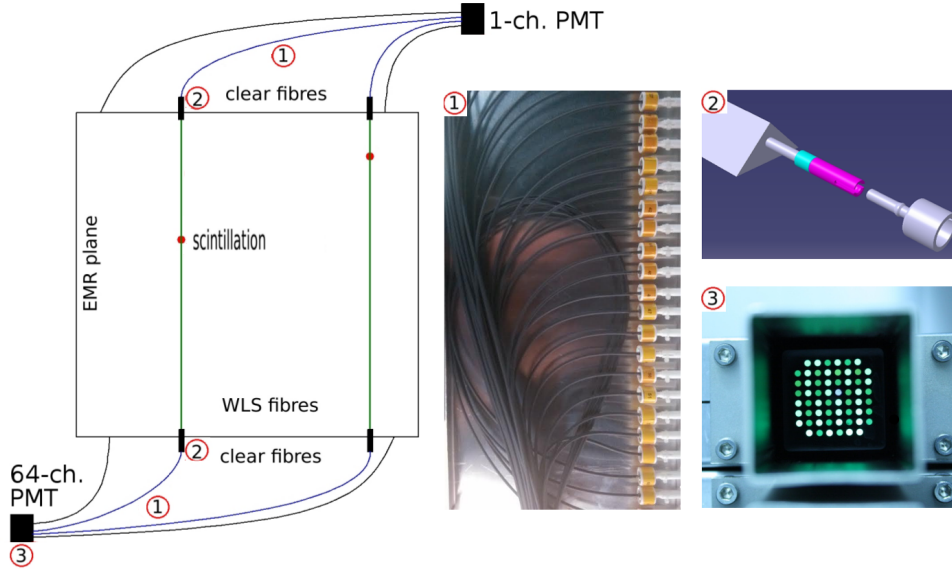 1-ch. PMT
1
2
clear fibres
EMR plane
scintillation
WLS fibres
2
clear fibres
64-ch.
PMT
1
3
1
2
3